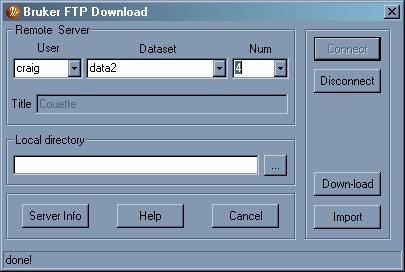 Bruker FTP Download
Remote Server
User Dataset Num
craig data2 4
Title Couette
Connect
Disconnect
Local directory
...
Down-load
Import
Server Info Help Cancel
done!